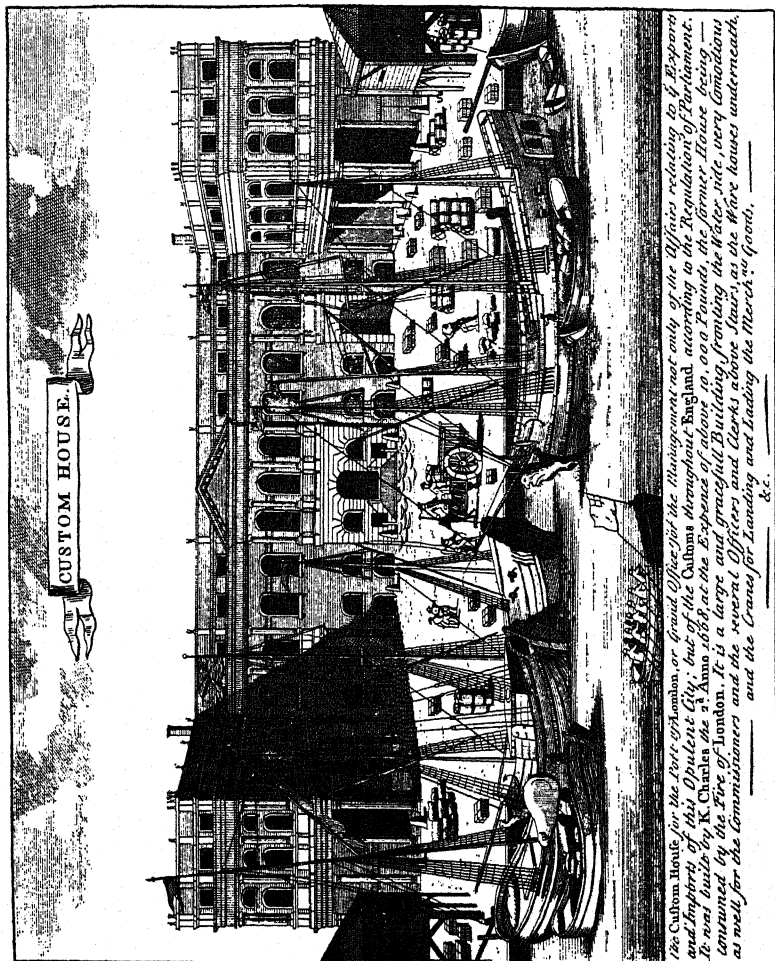 CUSTOM HOUSE.
The Custom House for the Port of London, or Grand Office for the Management not only of the Affairs relating to yͤ Exports
and Imports of this Opulent City; but of the Customs throughout England according to the Regulation of Parliament.
It was built by K. Charles the 2ᵈ. Anno 1668 at the Expence of above 10,000 Pounds, the former House being
consumed by the Fire of London. It is a large and gracefull Building, fronting the Water side, very Comodious
as well for the Commissioners and the several Officers and Clerks above Stairs, as the Ware houses underneath,
and the Cranes for Landing and Lading the Merchᵗˢ Goods,
&c.